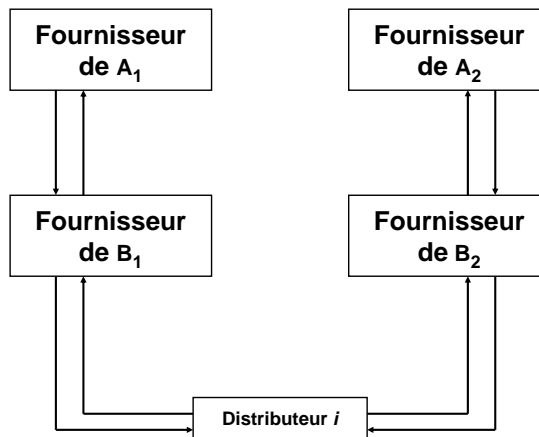 Fournisseur
de A1
Fournisseur
de A2
Fournisseur
de B1
Fournisseur
de B2
Distributeur i